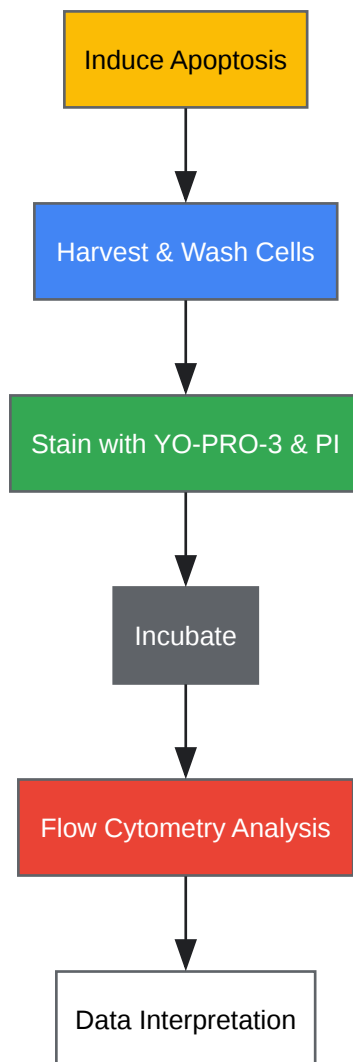 Induce Apoptosis
Harvest & Wash Cells
Stain with YO-PRO-3 & PI
Incubate
Flow Cytometry Analysis
Data Interpretation